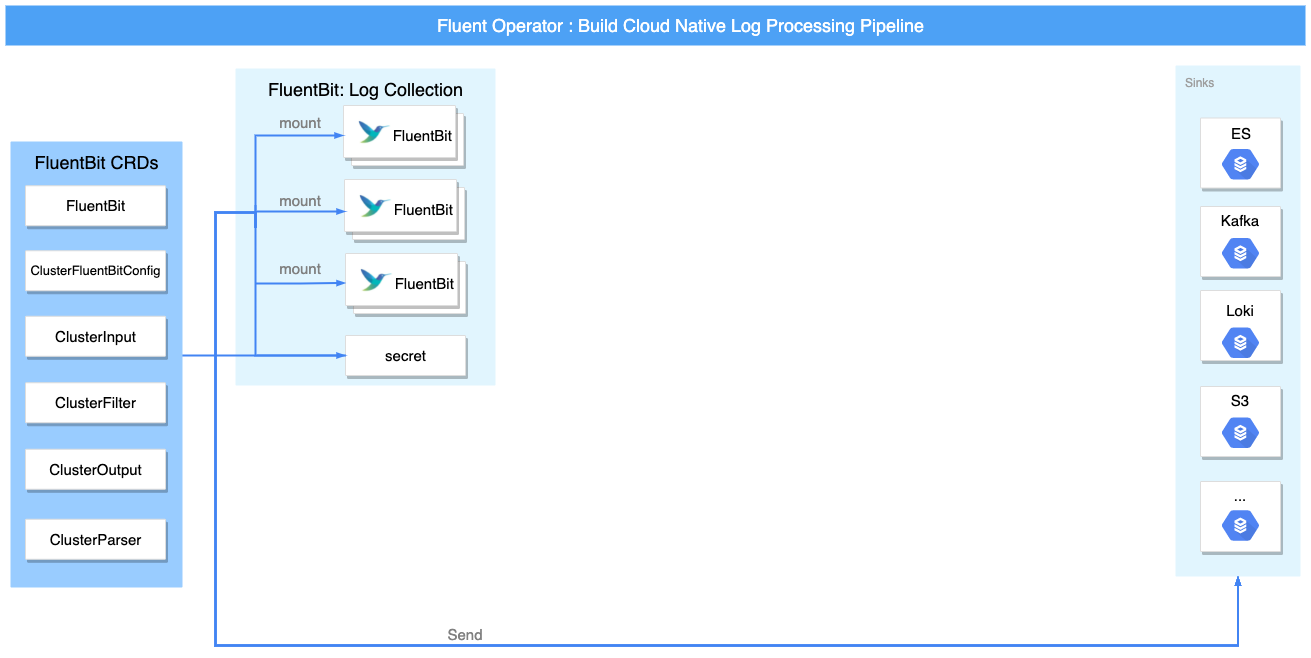 Fluent Operator : Build Cloud Native Log Processing Pipeline
FluentBit CRDs
FluentBit
ClusterFluentBitConfig
ClusterInput
ClusterFilter
ClusterOutput
ClusterParser
FluentBit: Log Collection
mount
FluentBit
mount
FluentBit
mount
FluentBit
secret
Send
Sinks
ES
Kafka
Loki
S3
...